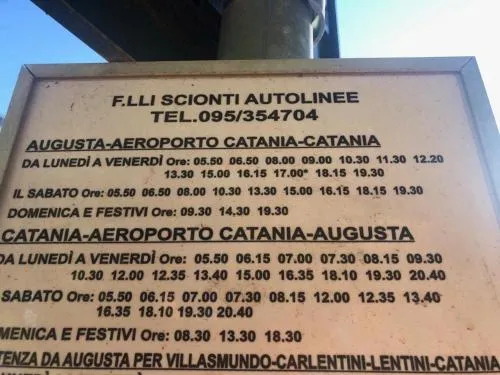 F.LLI SCIONTI AUTOLINEE
TEL.095/354704
AUGUSTA-AEROPORTO CATANIA-CATANIA
DA LUNEDÌ A VENERDÌ Ore: 05.50 06.50 08.00 09.00 10.30 11.30 12.20
13.30 15.00 16.15 17.00* 18.15 19.30
IL SABATO Ore: 05.50 06.50 08.00 10.30 13.30 15.00 16.15 18.15 19.30
DOMENICA E FESTIVI Ore: 09.30 14.30 19.30
CATANIA-AEROPORTO CATANIA-AUGUSTA
DA LUNEDÌ A VENERDÌ Ore: 05.50 06.15 07.00 07.30 08.15 09.30
10.30 12.00 12.35 13.40 15.00 16.35 18.10 19.30 20.40
SABATO Ore: 05.50 06.15 07.00 07.30 08.15 12.00 12.35 13.40
16.35 18.10 19.30 20.40
MENICA E FESTIVI Ore: 08.30 13.30 18.30
TENZA DA AUGUSTA PER VILLASMUNDO-CARLENTINI-LENTINI-CATANIA